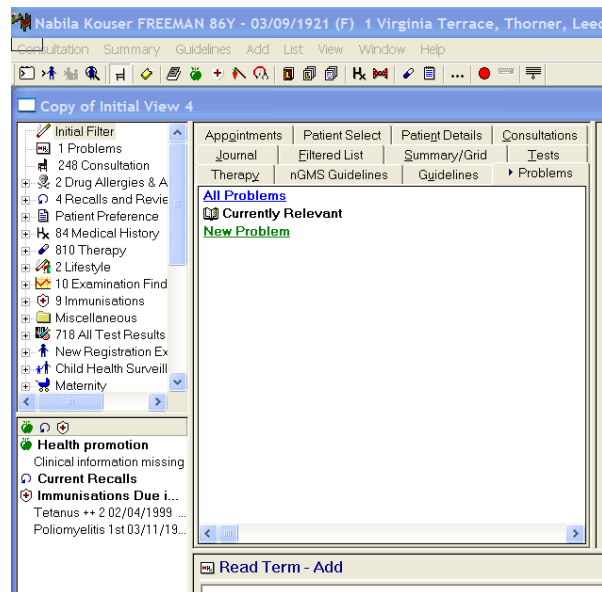 Nabila Kouser FREEMAN 86Y - 03/09/1921 (F) 1 Virginia Terrace, Thorner, Lee
Consultation Summary Guidelines Add List View Window Help
Copy of Initial View 4
Initial Filter
1 Problems
248 Consultation
2 Drug Allergies & A
4 Recalls and Revie
Patient Preference
84 Medical History
810 Therapy
2 Lifestyle
10 Examination Find
9 Immunisations
Miscellaneous
718 All Test Results
New Registration Ex
Child Health Surveill
Maternity
Appointments Patient Select Patient Details Consultations
Journal Filtered List Summary/Grid Tests
Therapy nGMS Guidelines Guidelines Problems
All Problems
Currently Relevant
New Problem
Health promotion
Clinical information missing
Current Recalls
Immunisations Due i...
Tetanus ++ 2 02/04/1999 ...
Poliomyelitis 1st 03/11/19...
Read Term - Add